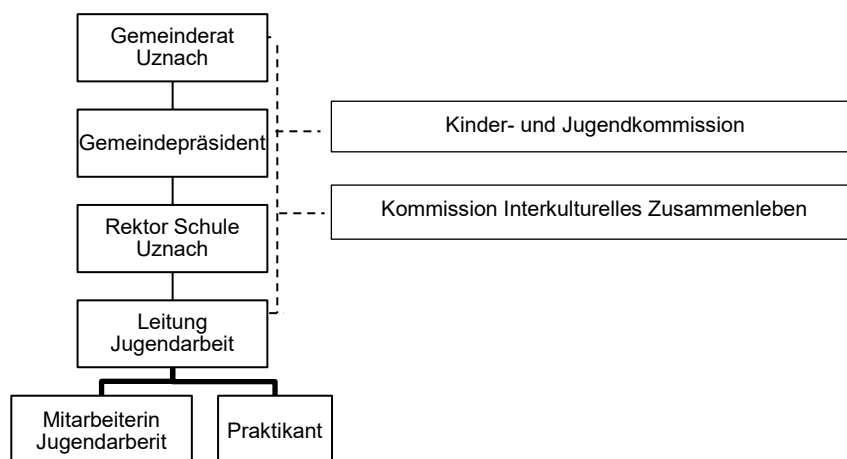 Gemeinderat
Uznach
Kinder- und Jugendkommission
Gemeindepräsident
Kommission Interkulturelles Zusammenleben
Rektor Schule
Uznach
Leitung
Jugendarbeit
Mitarbeiterin
Jugendarberit
Praktikant